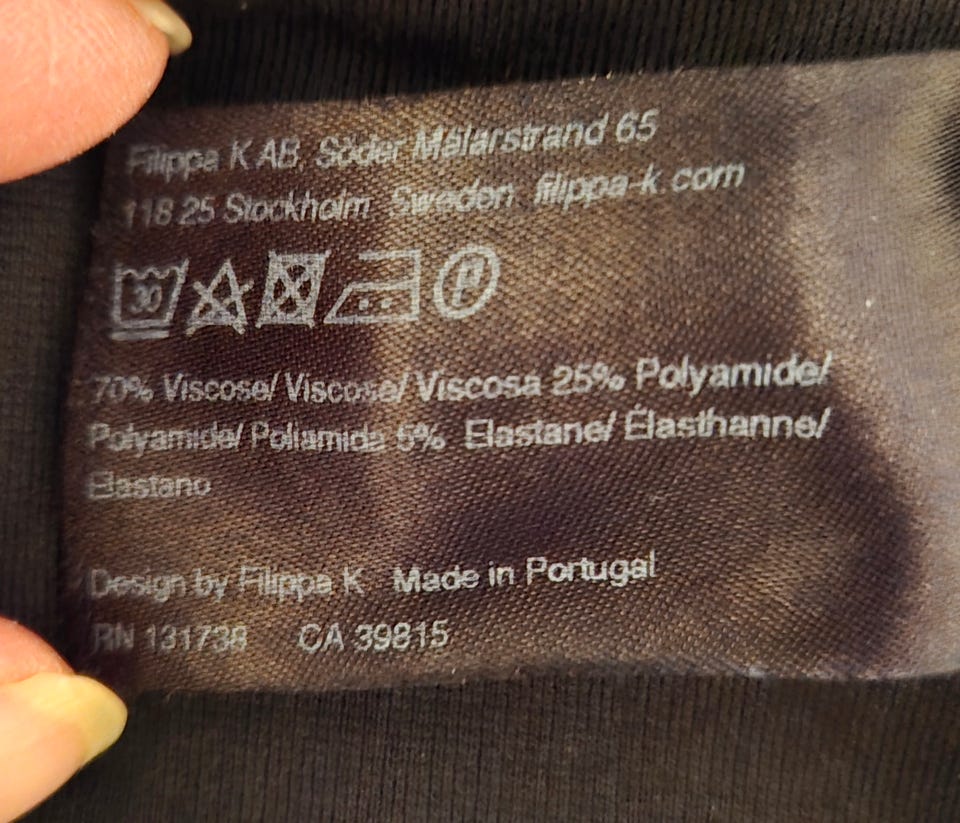 Filippa K AB, Söder Mälarstrand 65
118 25 Stockholm Sweden filippa-k.com
30 P
70% Viscose/ Viscose/ Viscosa 25% Polyamide/
Polyamide/ Poliamida 5% Elastane/ Élasthanne/
Elastano
Design by Filippa K Made in Portugal
RN 131738 CA 39815